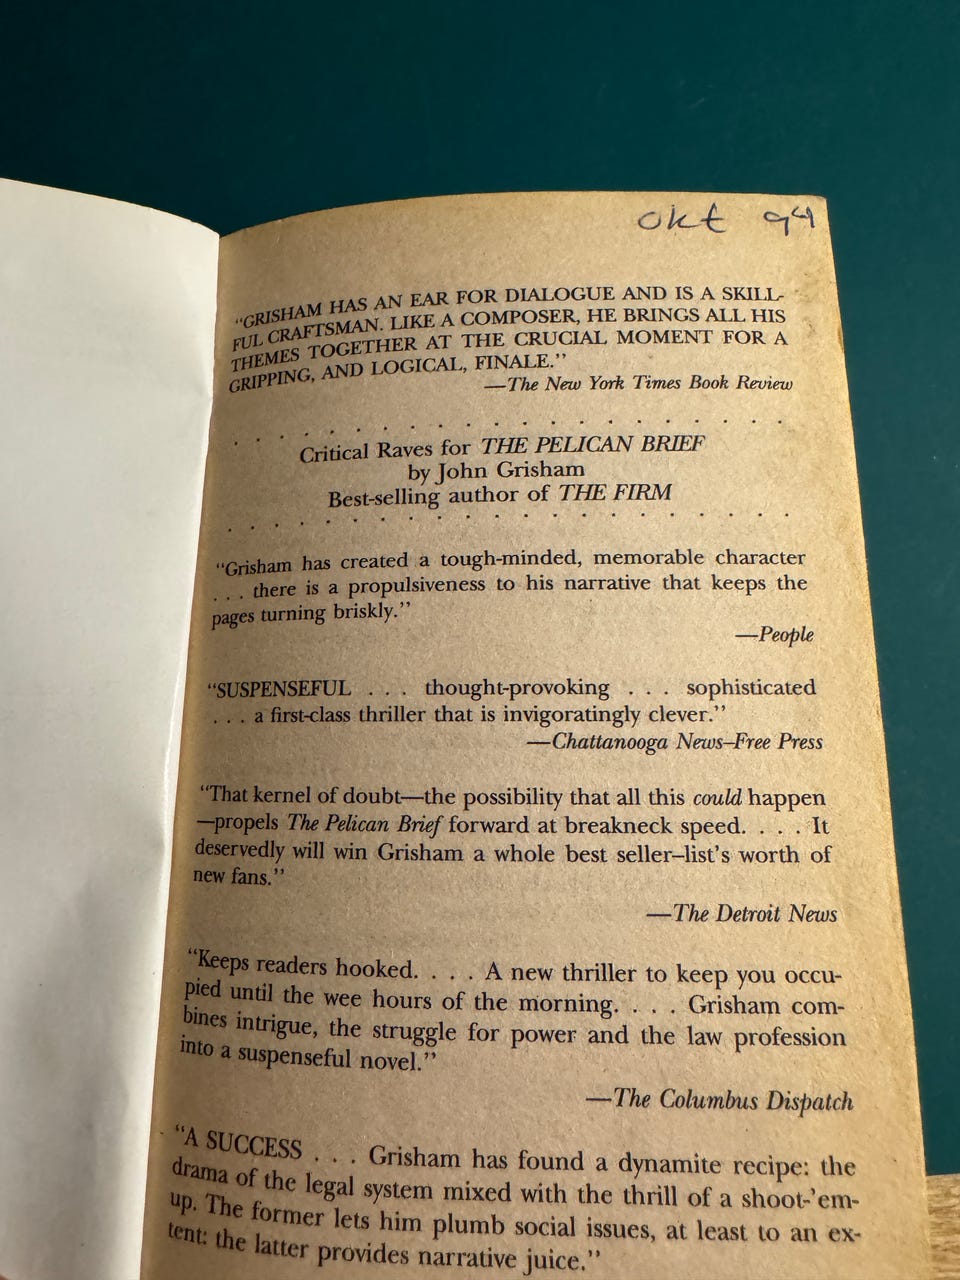 okt 94
"GRISHAM HAS AN EAR FOR DIALOGUE AND IS A SKILL-
FUL CRAFTSMAN. LIKE A COMPOSER, HE BRINGS ALL HIS
THEMES TOGETHER AT THE CRUCIAL MOMENT FOR A
GRIPPING, AND LOGICAL, FINALE."
—The New York Times Book Review
Critical Raves for THE PELICAN BRIEF
by John Grisham
Best-selling author of THE FIRM
"Grisham has created a tough-minded, memorable character
. . . there is a propulsiveness to his narrative that keeps the
pages turning briskly."
—People
"SUSPENSEFUL . . . thought-provoking . . . sophisticated
. . . a first-class thriller that is invigoratingly clever."
—Chattanooga News–Free Press
"That kernel of doubt—the possibility that all this could happen
—propels The Pelican Brief forward at breakneck speed. . . . It
deservedly will win Grisham a whole best seller–list's worth of
new fans."
—The Detroit News
"Keeps readers hooked. . . . A new thriller to keep you occu-
pied until the wee hours of the morning. . . . Grisham com-
bines intrigue, the struggle for power and the law profession
into a suspenseful novel."
—The Columbus Dispatch
"A SUCCESS . . . Grisham has found a dynamite recipe: the
drama of the legal system mixed with the thrill of a shoot-'em-
up. The former lets him plumb social issues, at least to an ex-
tent: the latter provides narrative juice."